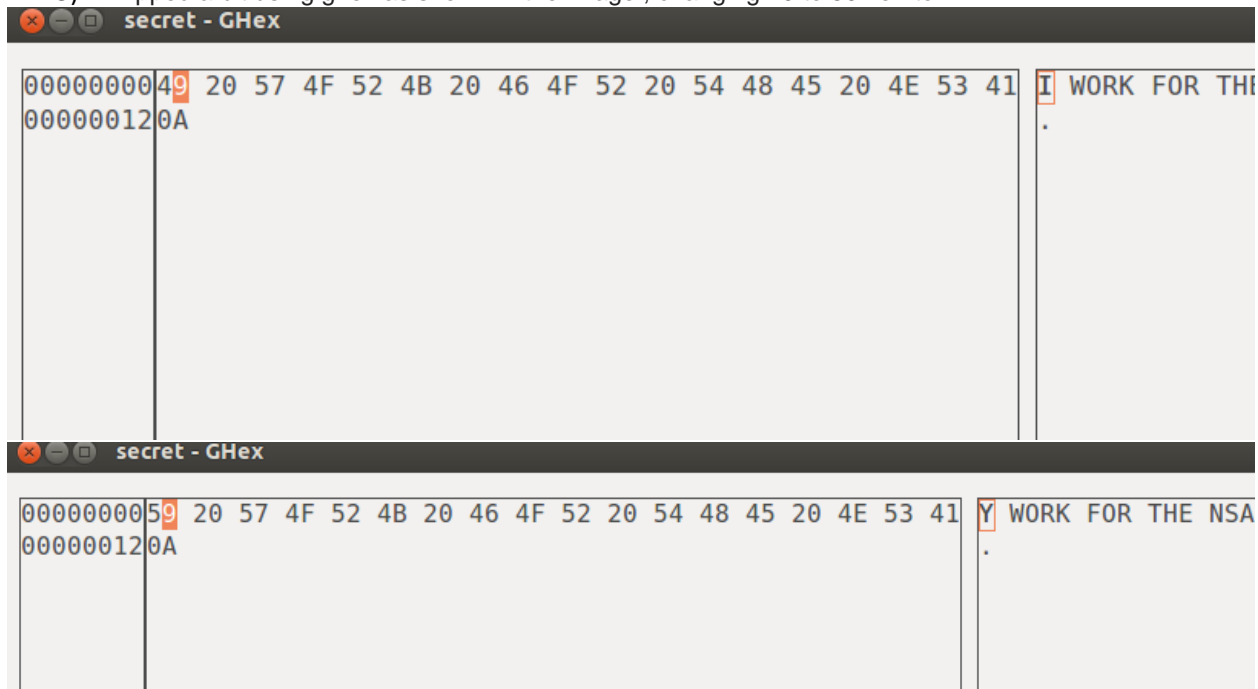 secret - GHex
00000000 49 20 57 4F 52 4B 20 46 4F 52 20 54 48 45 20 4E 53 41 I WORK FOR THE
00000012 0A .
secret - GHex
00000000 59 20 57 4F 52 4B 20 46 4F 52 20 54 48 45 20 4E 53 41 Y WORK FOR THE NSA
00000012 0A .